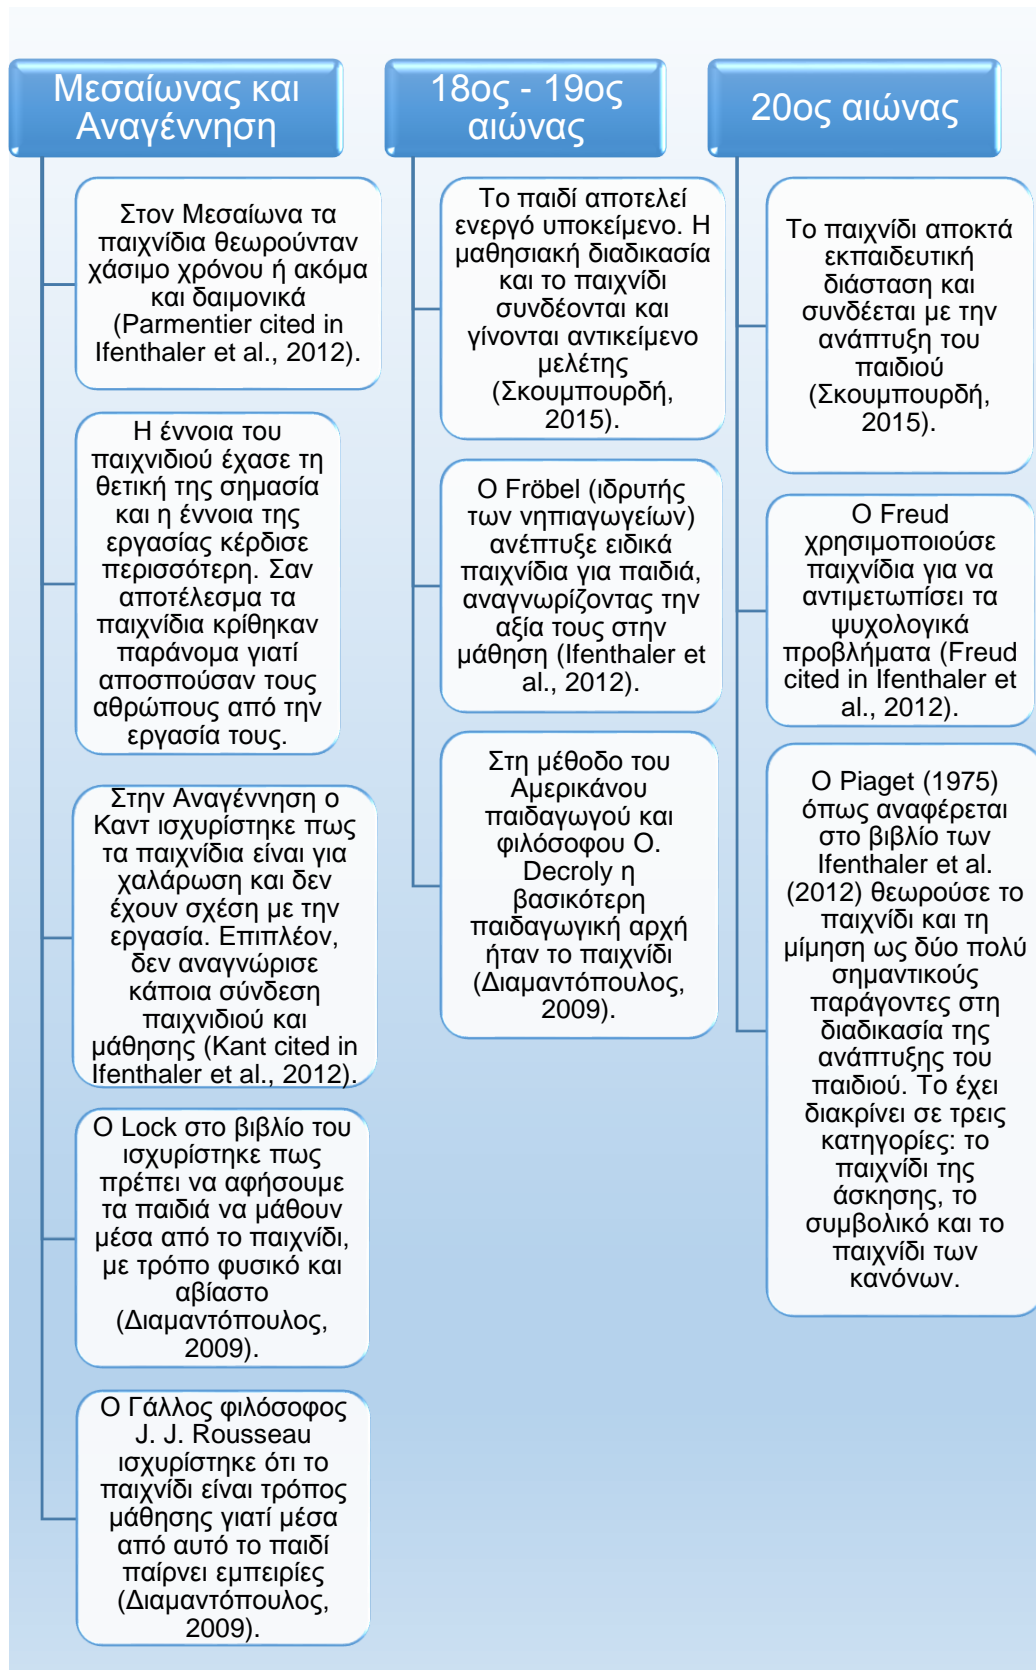 Μεσαίωνας και
Αναγέννηση
Στον Μεσαίωνα τα
παιχνίδια θεωρούνταν
χάσιμο χρόνου ή ακόμα
και δαιμονικά
(Parmentier cited in
Ifenthaler et al., 2012).
Η έννοια του
παιχνιδιού έχασε τη
θετική της σημασία
και η έννοια της
εργασίας κέρδισε
περισσότερη. Σαν
αποτέλεσμα τα
παιχνίδια κρίθηκαν
παράνομα γιατί
αποσπούσαν τους
αθρώπους από την
εργασία τους.
Στην Αναγέννηση ο
Καντ ισχυρίστηκε πως
τα παιχνίδια είναι για
χαλάρωση και δεν
έχουν σχέση με την
εργασία. Επιπλέον,
δεν αναγνώρισε
κάποια σύνδεση
παιχνιδιού και
μάθησης (Kant cited in
Ifenthaler et al., 2012).
Ο Lock στο βιβλίο του
ισχυρίστηκε πως
πρέπει να αφήσουμε
τα παιδιά να μάθουν
μέσα από το παιχνίδι,
με τρόπο φυσικό και
αβίαστο
(Διαμαντόπουλος,
2009).
Ο Γάλλος φιλόσοφος
J. J. Rousseau
ισχυρίστηκε ότι το
παιχνίδι είναι τρόπος
μάθησης γιατί μέσα
από αυτό το παιδί
παίρνει εμπειρίες
(Διαμαντόπουλος,
2009).
18ος - 19ος
αιώνας
Το παιδί αποτελεί
ενεργό υποκείμενο. Η
μαθησιακή διαδικασία
και το παιχνίδι
συνδέονται και
γίνονται αντικείμενο
μελέτης
(Σκουμπουρδή,
2015).
Ο Fröbel (ιδρυτής
των νηπιαγωγείων)
ανέπτυξε ειδικά
παιχνίδια για παιδιά,
αναγνωρίζοντας την
αξία τους στην
μάθηση (Ifenthaler et
al., 2012).
Στη μέθοδο του
Αμερικάνου
παιδαγωγού και
φιλόσοφου O.
Decroly η
βασικότερη
παιδαγωγική αρχή
ήταν το παιχνίδι
(Διαμαντόπουλος,
2009).
20ος αιώνας
Το παιχνίδι αποκτά
εκπαιδευτική
διάσταση και
συνδέεται με την
ανάπτυξη του
παιδιού
(Σκουμπουρδή,
2015).
Ο Freud
χρησιμοποιούσε
παιχνίδια για να
αντιμετωπίσει τα
ψυχολογικά
προβλήματα (Freud
cited in Ifenthaler et
al., 2012).
Ο Piaget (1975)
όπως αναφέρεται
στο βιβλίο των
Ifenthaler et al.
(2012) θεωρούσε το
παιχνίδι και τη
μίμηση ως δύο πολύ
σημαντικούς
παράγοντες στη
διαδικασία της
ανάπτυξης του
παιδιού. Το έχει
διακρίνει σε τρεις
κατηγορίες: το
παιχνίδι της
άσκησης, το
συμβολικό και το
παιχνίδι των
κανόνων.